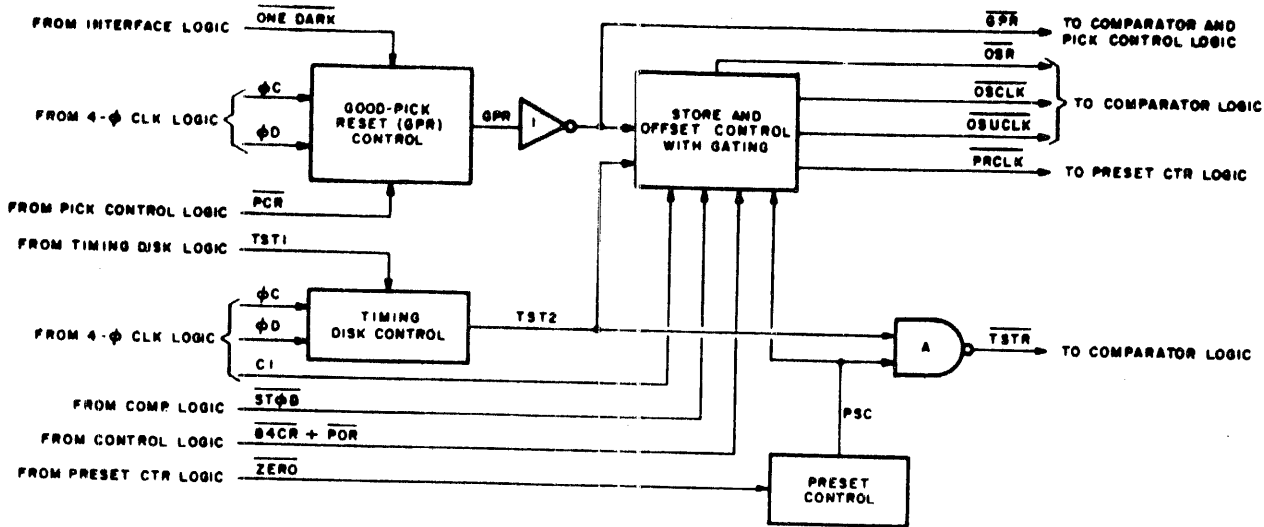 FROM INTERFACE LOGIC
ONE DARK
GPR
TO COMPARATOR AND
PICK CONTROL LOGIC
OSR
FROM 4-ϕ CLK LOGIC
ϕC
ϕD
GOOD-PICK
RESET (GPR)
CONTROL
GPR
1
STORE AND
OFFSET CONTROL
WITH GATING
OSCLK
OSUCLK
TO COMPARATOR LOGIC
PRCLK
TO PRESET CTR LOGIC
FROM PICK CONTROL LOGIC
PCR
FROM TIMING DISK LOGIC
TST1
FROM 4-ϕ CLK LOGIC
ϕC
ϕD
C1
TIMING
DISK CONTROL
TST2
A
TSTR
TO COMPARATOR LOGIC
FROM COMP. LOGIC
STϕB
PSC
FROM CONTROL LOGIC
B4CR + POR
FROM PRESET CTR LOGIC
ZERO
PRESET
CONTROL